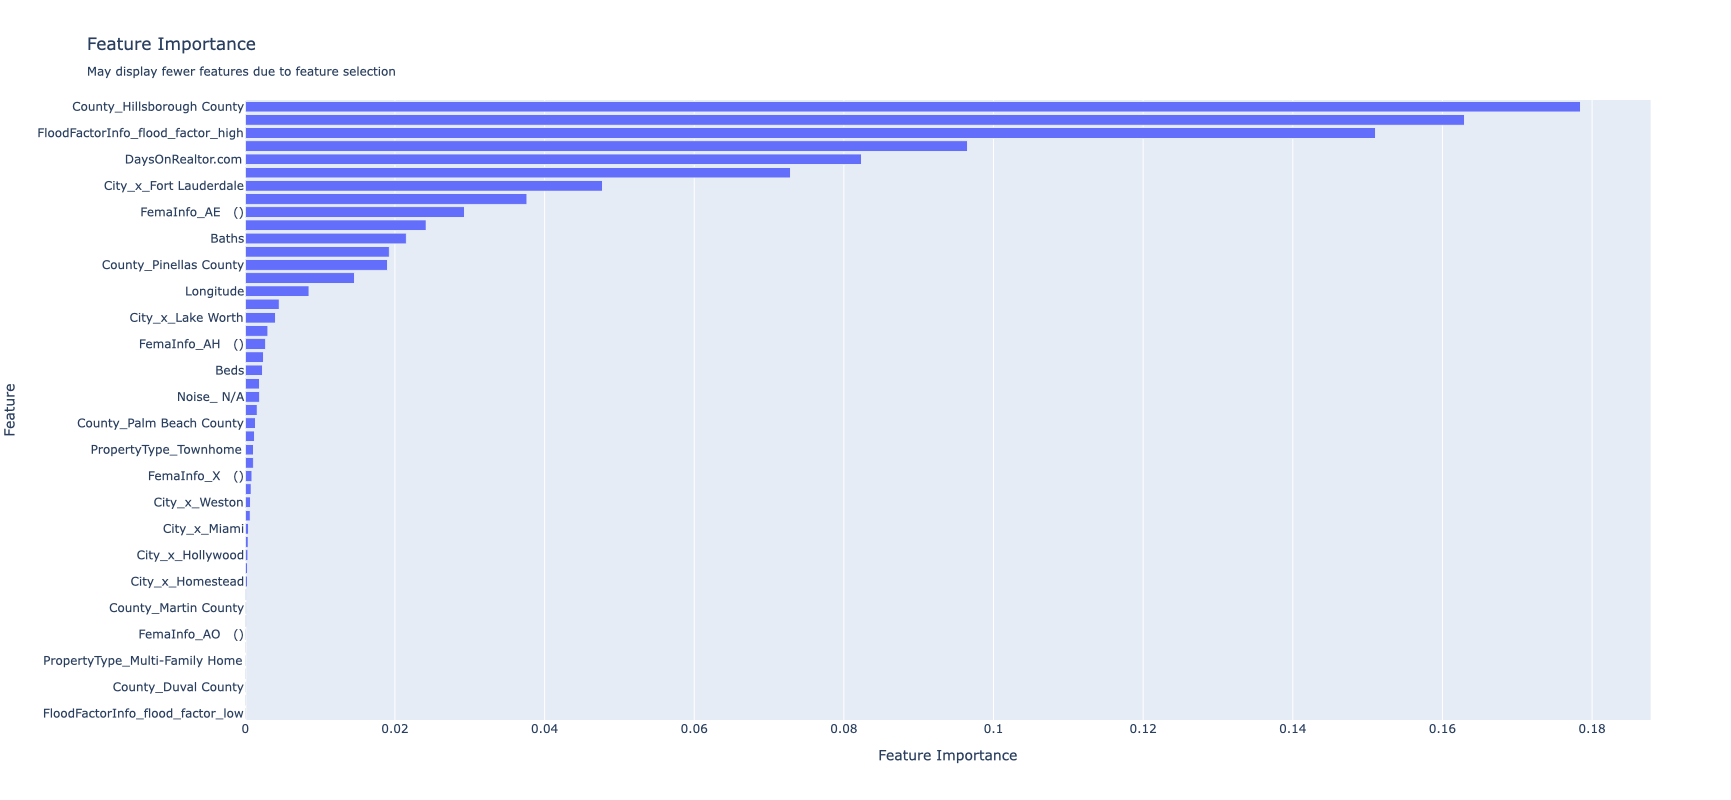 Feature Importance
May display fewer features due to feature selection
County_Hillsborough County
FloodFactorInfo_flood_factor_high
DaysOnRealtor.com
City_x_Fort Lauderdale
FemaInfo_AE   ()
Baths
County_Pinellas County
Longitude
City_x_Lake Worth
FemaInfo_AH   ()
Beds
Noise_ N/A
County_Palm Beach County
PropertyType_Townhome
FemaInfo_X   ()
City_x_Weston
City_x_Miami
City_x_Hollywood
City_x_Homestead
County_Martin County
FemaInfo_AO   ()
PropertyType_Multi-Family Home
County_Duval County
FloodFactorInfo_flood_factor_low
Feature
0 0.02 0.04 0.06 0.08 0.1 0.12 0.14 0.16 0.18
Feature Importance